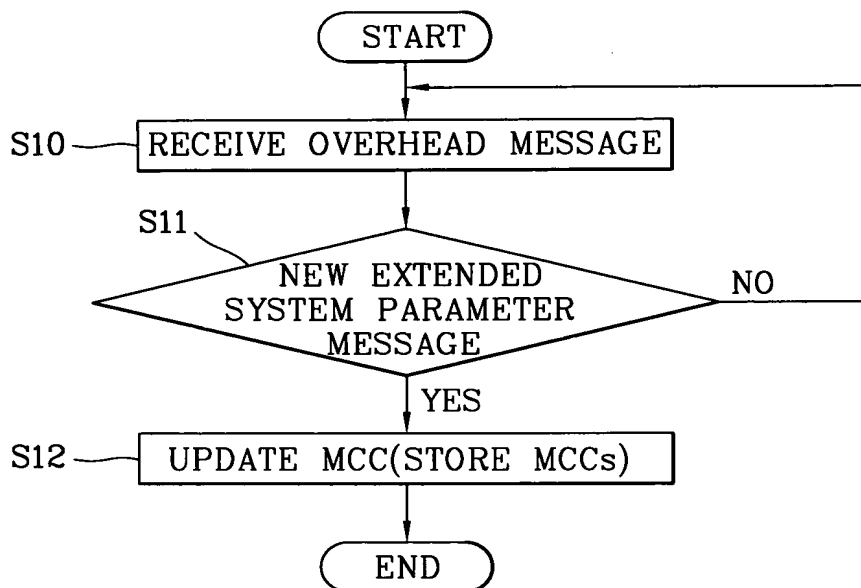 START
S10
RECEIVE OVERHEAD MESSAGE
S11
NEW EXTENDED
SYSTEM PARAMETER
MESSAGE
NO
YES
S12
UPDATE MCC(STORE MCCs)
END